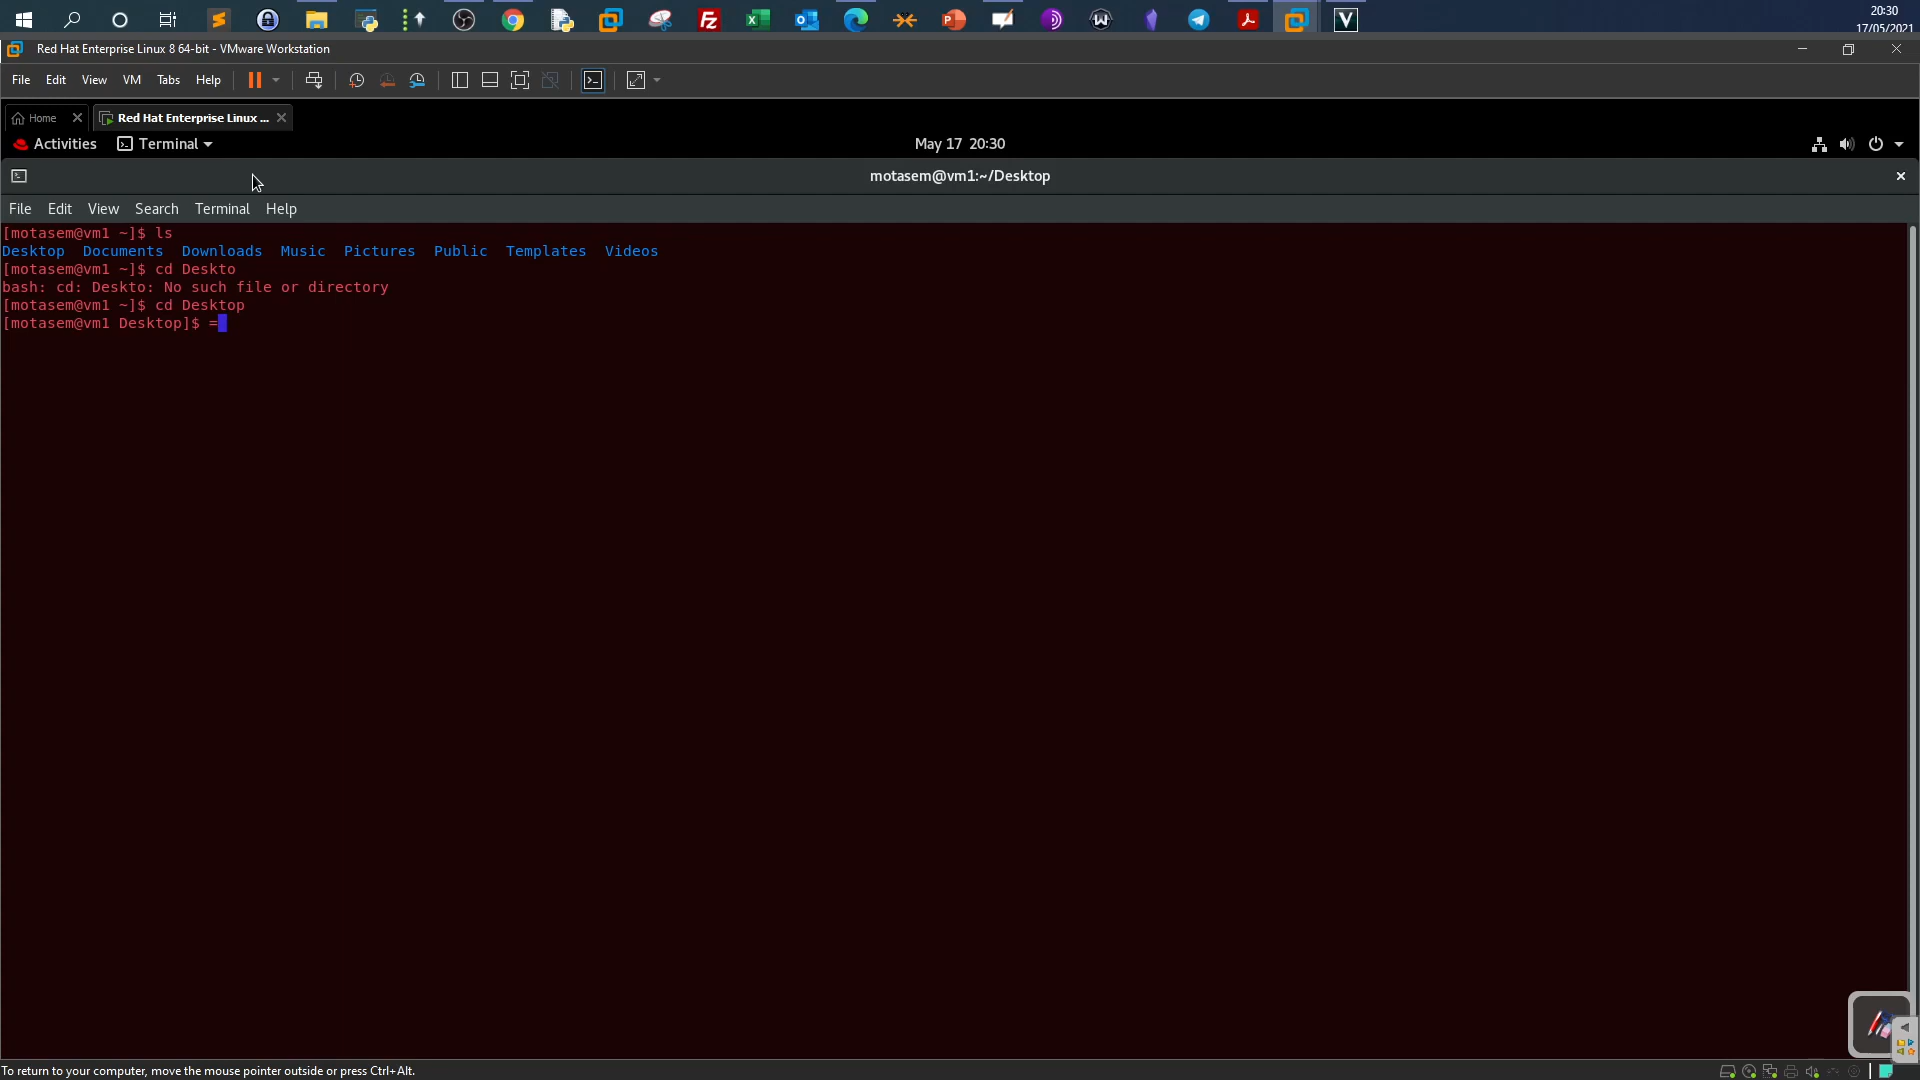 20:30
17/05/2021
Red Hat Enterprise Linux 8 64-bit - VMware Workstation
File Edit View VM Tabs Help
Home Red Hat Enterprise Linux ...
Activities Terminal May 17 20:30
motasem@vm1:~/Desktop
File Edit View Search Terminal Help
[motasem@vm1 ~]$ ls
Desktop Documents Downloads Music Pictures Public Templates Videos
[motasem@vm1 ~]$ cd Deskto
bash: cd: Deskto: No such file or directory
[motasem@vm1 ~]$ cd Desktop
[motasem@vm1 Desktop]$ =
To return to your computer, move the mouse pointer outside or press Ctrl+Alt.